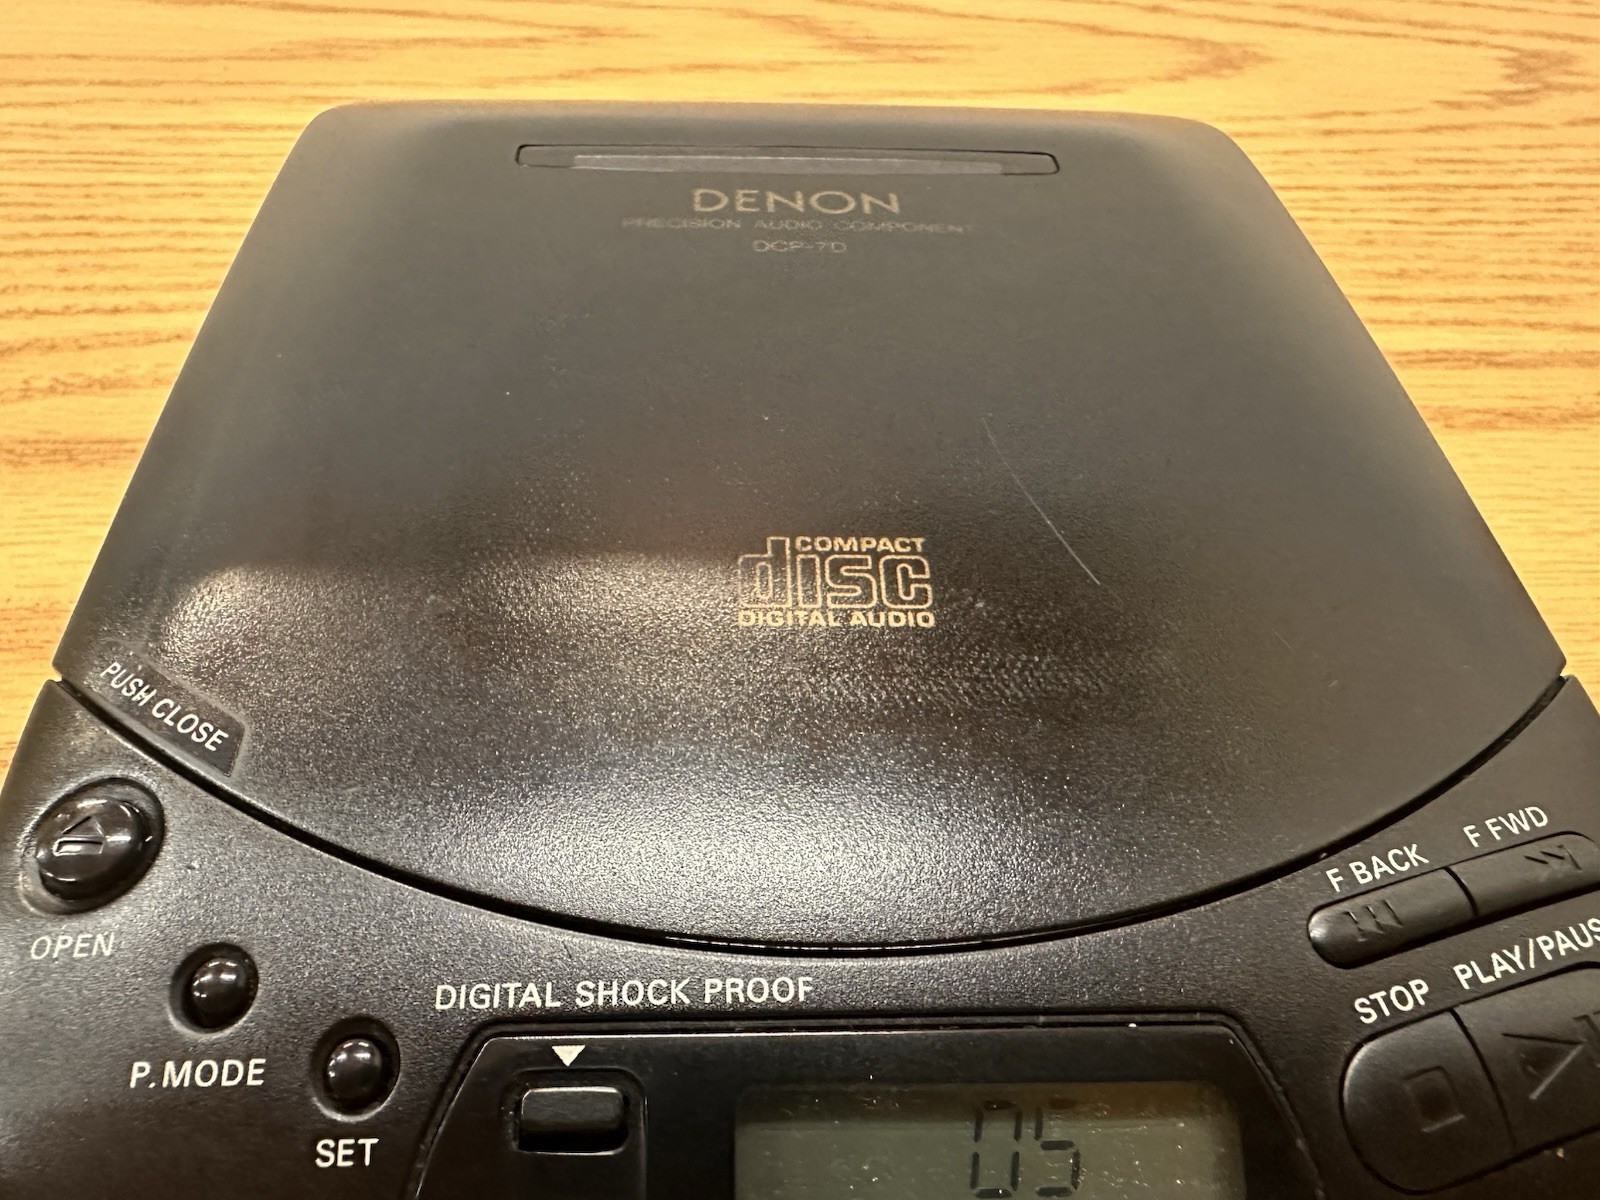 DENON
PRECISION AUDIO COMPONENT
DCP-70
COMPACT
disc
DIGITAL AUDIO
PUSH CLOSE
OPEN
P.MODE
SET
DIGITAL SHOCK PROOF
F BACK
F FWD
STOP
PLAY/PAUS
05